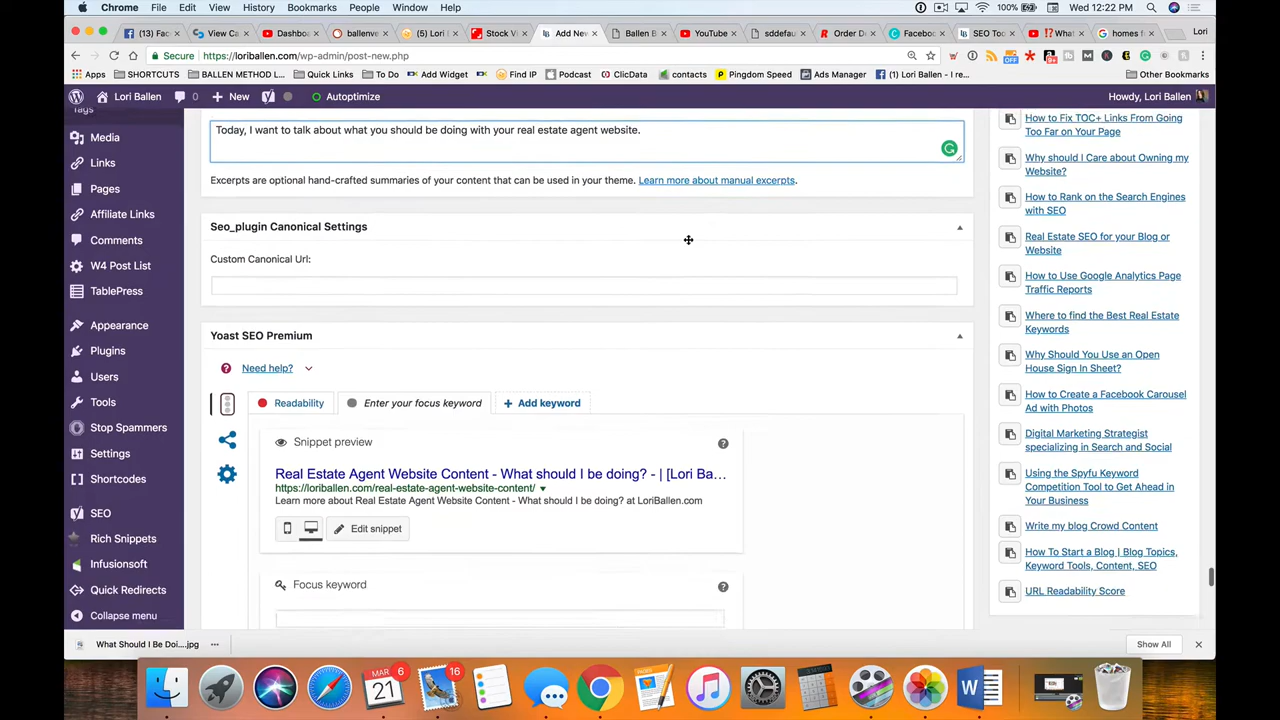 Chrome File Edit View History Bookmarks People Window Help
100% Wed 12:22 PM
(13) Fac
View Ca
Dashbo
ballenve
(5) Lori
Stock V
Add New
Ballen B
YouTube
sddefau
Order D
Faceboo
SEO Too
What
homes f
Lori
Secure https://loriballen.com/wp-admin/post-new.php
Apps SHORTCUTS BALLEN METHOD L Quick Links To Do Add Widget Find IP Podcast ClicData contacts Pingdom Speed Ads Manager (1) Lori Ballen - I re... Other Bookmarks
Lori Ballen New Autoptimize Howdy, Lori Ballen
Tags
Media
Links
Pages
Affiliate Links
Comments
W4 Post List
TablePress
Appearance
Plugins
Users
Tools
Stop Spammers
Settings
Shortcodes
SEO
Rich Snippets
Infusionsoft
Quick Redirects
Collapse menu
Today, I want to talk about what you should be doing with your real estate agent website.
Excerpts are optional hand-crafted summaries of your content that can be used in your theme. Learn more about manual excerpts.
Seo_plugin Canonical Settings
Custom Canonical Url:
Yoast SEO Premium
Need help?
Readability Enter your focus keyword + Add keyword
Snippet preview
Real Estate Agent Website Content - What should I be doing? - | [Lori Ba...
https://loriballen.com/real-estate-agent-website-content/
Learn more about Real Estate Agent Website Content - What should I be doing? at LoriBallen.com
Edit snippet
Focus keyword
How to Fix TOC+ Links From Going
Too Far on Your Page
Why should I Care about Owning my
Website?
How to Rank on the Search Engines
with SEO
Real Estate SEO for your Blog or
Website
How to Use Google Analytics Page
Traffic Reports
Where to find the Best Real Estate
Keywords
Why Should You Use an Open
House Sign In Sheet?
How to Create a Facebook Carousel
Ad with Photos
Digital Marketing Strategist
specializing in Search and Social
Using the Spyfu Keyword
Competition Tool to Get Ahead in
Your Business
Write my blog Crowd Content
How To Start a Blog | Blog Topics,
Keyword Tools, Content, SEO
URL Readability Score
What Should I Be Doi....jpg
Show All
MAR
21
6
16
W